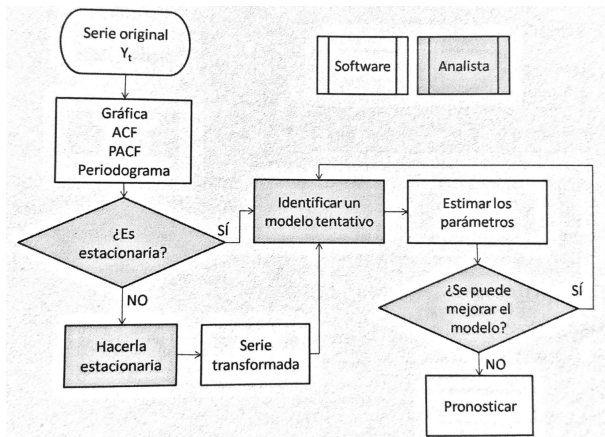 Serie original
Yt
Software
Analista
Gráfica
ACF
PACF
Periodograma
¿Es
estacionaria?
SÍ
NO
Identificar un
modelo tentativo
Estimar los
parámetros
¿Se puede
mejorar el
modelo?
SÍ
NO
Hacerla
estacionaria
Serie
transformada
Pronosticar